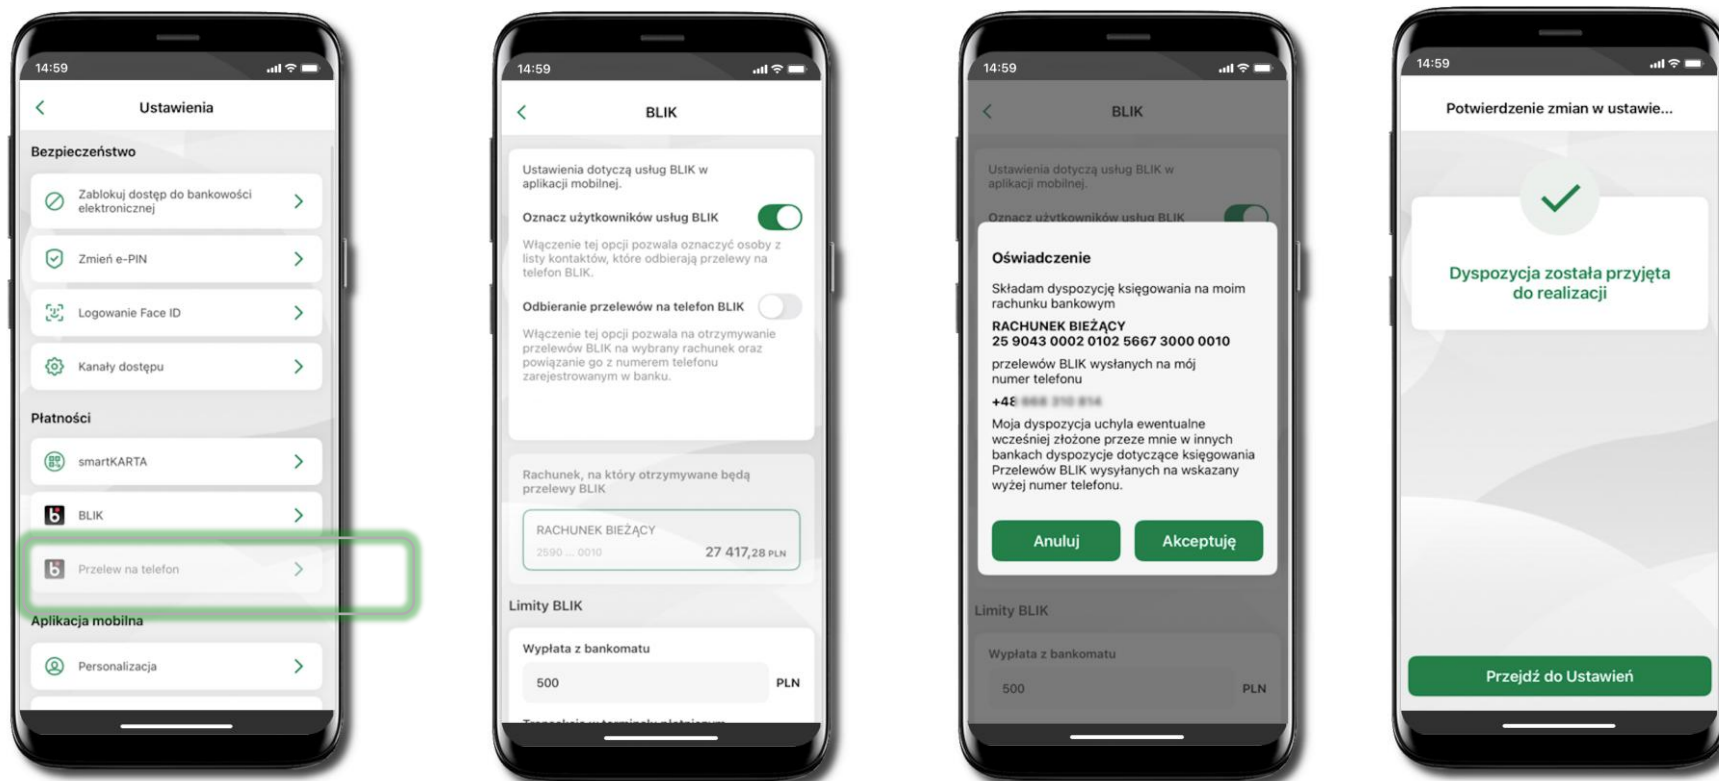 14:59
Ustawienia
Bezpieczeństwo
Zablokuj dostęp do bankowości
elektronicznej
Zmień e-PIN
Logowanie Face ID
Kanały dostępu
Płatności
smartKARTA
BLIK
Przelew na telefon
Aplikacja mobilna
Personalizacja
14:59
BLIK
Ustawienia dotyczą usług BLIK w
aplikacji mobilnej.
Oznacz użytkowników usług BLIK
Włączenie tej opcji pozwala oznaczyć osoby z
listy kontaktów, które odbierają przelewy na
telefon BLIK.
Odbieranie przelewów na telefon BLIK
Włączenie tej opcji pozwala na otrzymywanie
przelewów BLIK na wybrany rachunek oraz
powiązanie go z numerem telefonu
zarejestrowanym w banku.
Rachunek, na który otrzymywane będą
przelewy BLIK
RACHUNEK BIEŻĄCY
2590 ... 0010 27 417,28 PLN
Limity BLIK
Wypłata z bankomatu
500 PLN
14:59
BLIK
Ustawienia dotyczą usług BLIK w
aplikacji mobilnej.
Oznacz użytkowników usług BLIK
Oświadczenie
Składam dyspozycję księgowania na moim
rachunku bankowym
RACHUNEK BIEŻĄCY
25 9043 0002 0102 5667 3000 0010
przelewów BLIK wysłanych na mój
numer telefonu
+48
Moja dyspozycja uchyla ewentualne
wcześniej złożone przeze mnie w innych
bankach dyspozycje dotyczące księgowania
Przelewów BLIK wysyłanych na wskazany
wyżej numer telefonu.
Anuluj Akceptuję
Limity BLIK
Wypłata z bankomatu
500 PLN
14:59
Potwierdzenie zmian w ustawie...
Dyspozycja została przyjęta
do realizacji
Przejdź do Ustawień